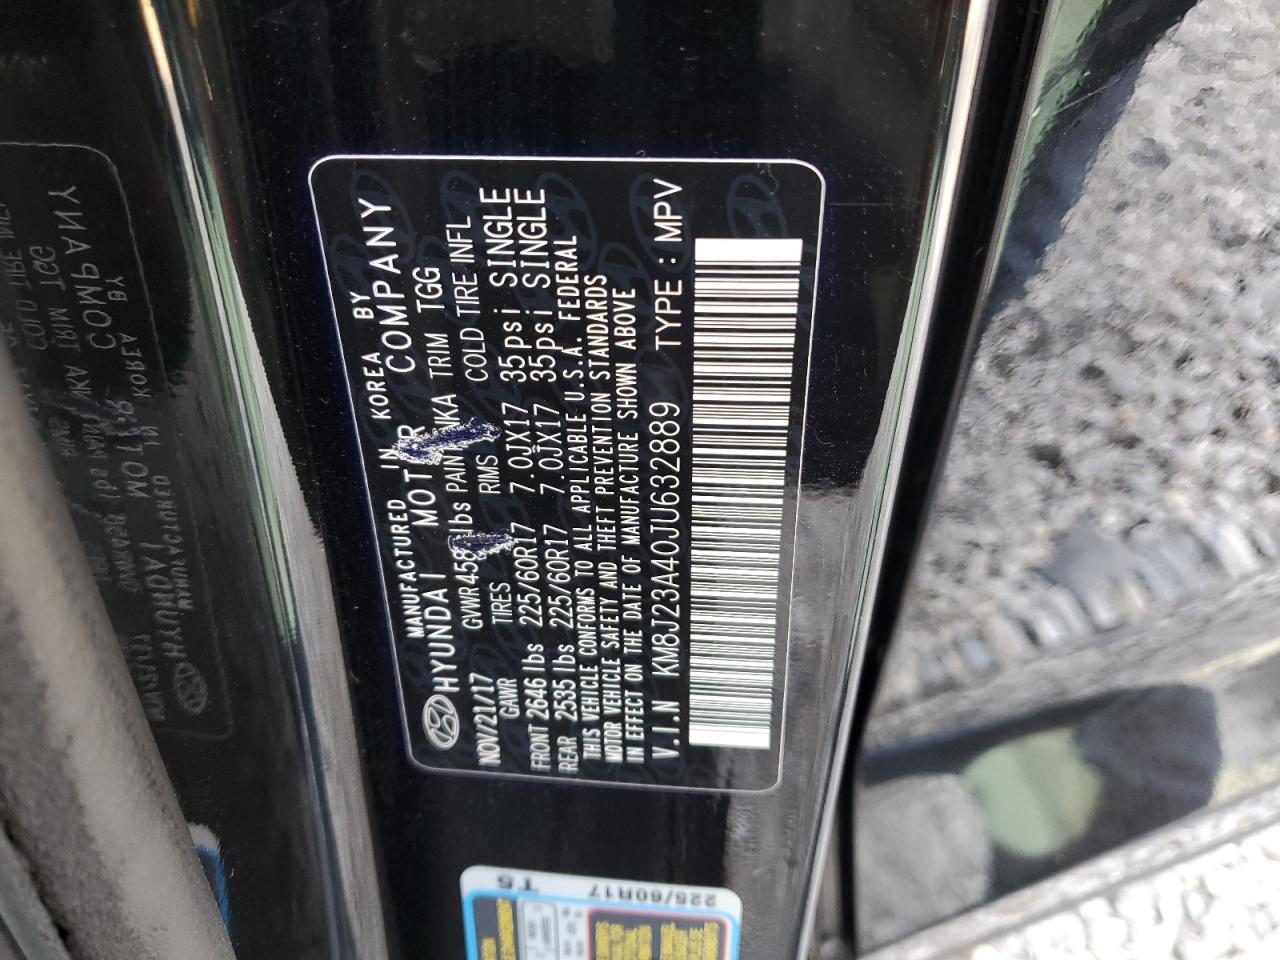 MANUFACTURED IN KOREA BY
HYUNDAI MOTOR COMPANY
NOV/21/17 GVWR 458 lbs PAINT IKA TRIM TGG
GAWR TIRES RIMS COLD TIRE INFL
FRONT 2646 lbs 225/60R17 7.0JX17 35psi SINGLE
REAR 2535 lbs 225/60R17 7.0JX17 35psi SINGLE
THIS VEHICLE CONFORMS TO ALL APPLICABLE U.S.A. FEDERAL
MOTOR VEHICLE SAFETY AND THEFT PREVENTION STANDARDS
IN EFFECT ON THE DATE OF MANUFACTURE SHOWN ABOVE
V.I.N KM8J23A40JU632889 TYPE : MPV
225/60R17 T5